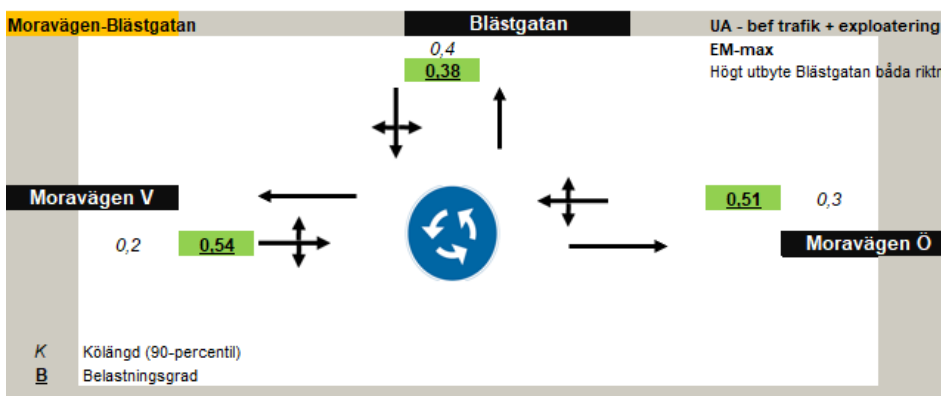 Moravägen-Blästgatan
Blästgatan
UA - bef trafik + exploatering
0,4
EM-max
0,38
Högt utbyte Blästgatan båda riktn
Moravägen V
0,51
0,3
0,2
0,54
Moravägen Ö
K Kölängd (90-percentil)
B Belastningsgrad